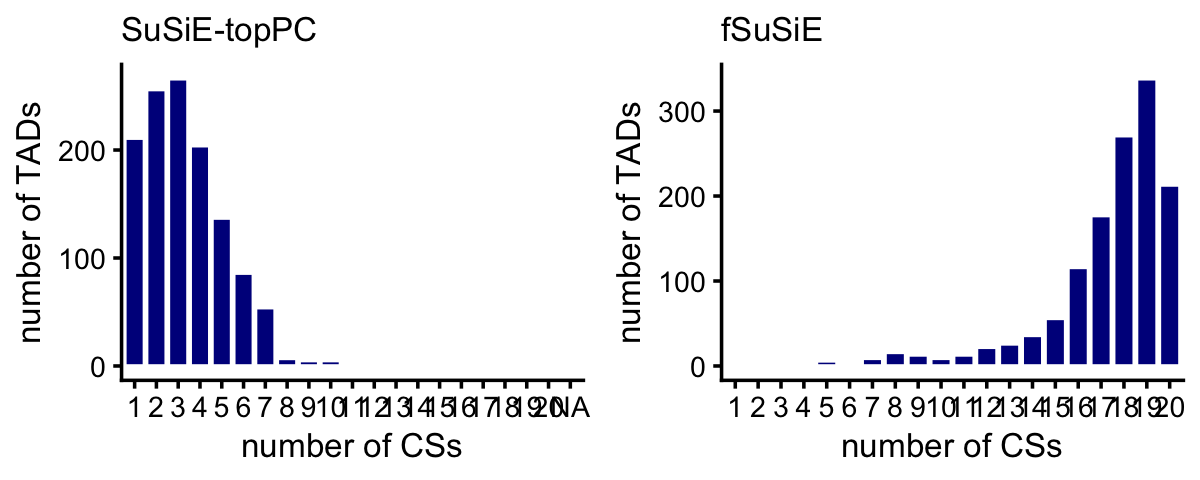 SuSiE-topPC
number of TADs
200
100
0
1 2 3 4 5 6 7 8 9 10 11 12 13 14 15 16 17 18 19 20 NA
number of CSs
fSuSiE
number of TADs
300
200
100
0
1 2 3 4 5 6 7 8 9 10 11 12 13 14 15 16 17 18 19 20
number of CSs